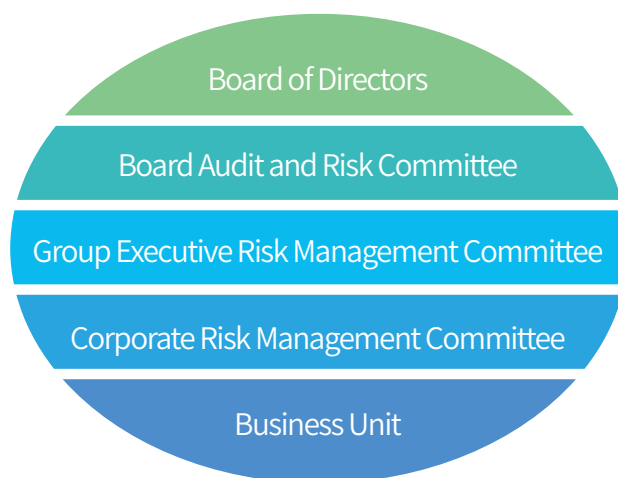 Board of Directors
Board Audit and Risk Committee
Group Executive Risk Management Committee
Corporate Risk Management Committee
Business Unit